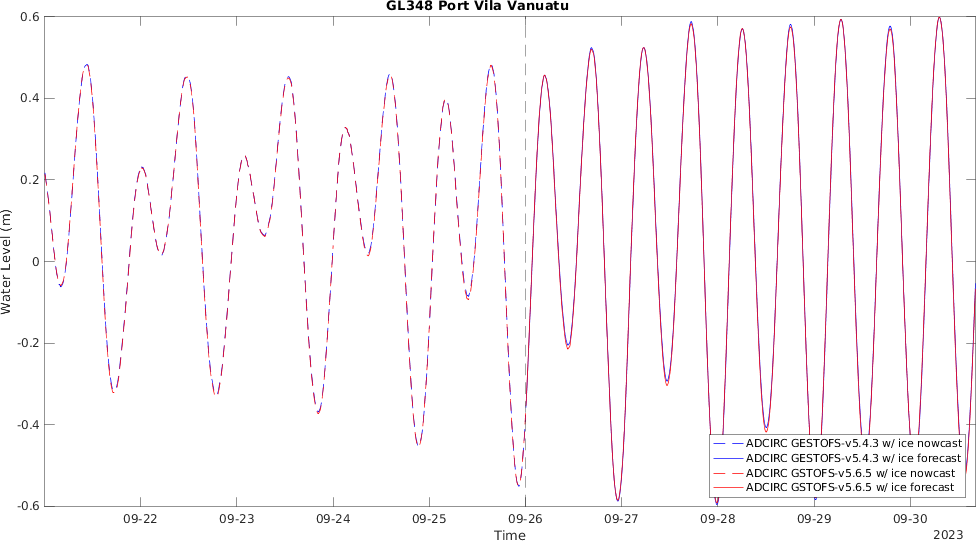 GL348 Port Vila Vanuatu
0.6
0.4
0.2
0
-0.2
-0.4
-0.6
Water Level (m)
ADCIRC GESTOFS-v5.4.3 w/ ice nowcast
ADCIRC GESTOFS-v5.4.3 w/ ice forecast
ADCIRC GSTOFS-v5.6.5 w/ ice nowcast
ADCIRC GSTOFS-v5.6.5 w/ ice forecast
09-22 09-23 09-24 09-25 09-26 09-27 09-28 09-29 09-30
Time
2023